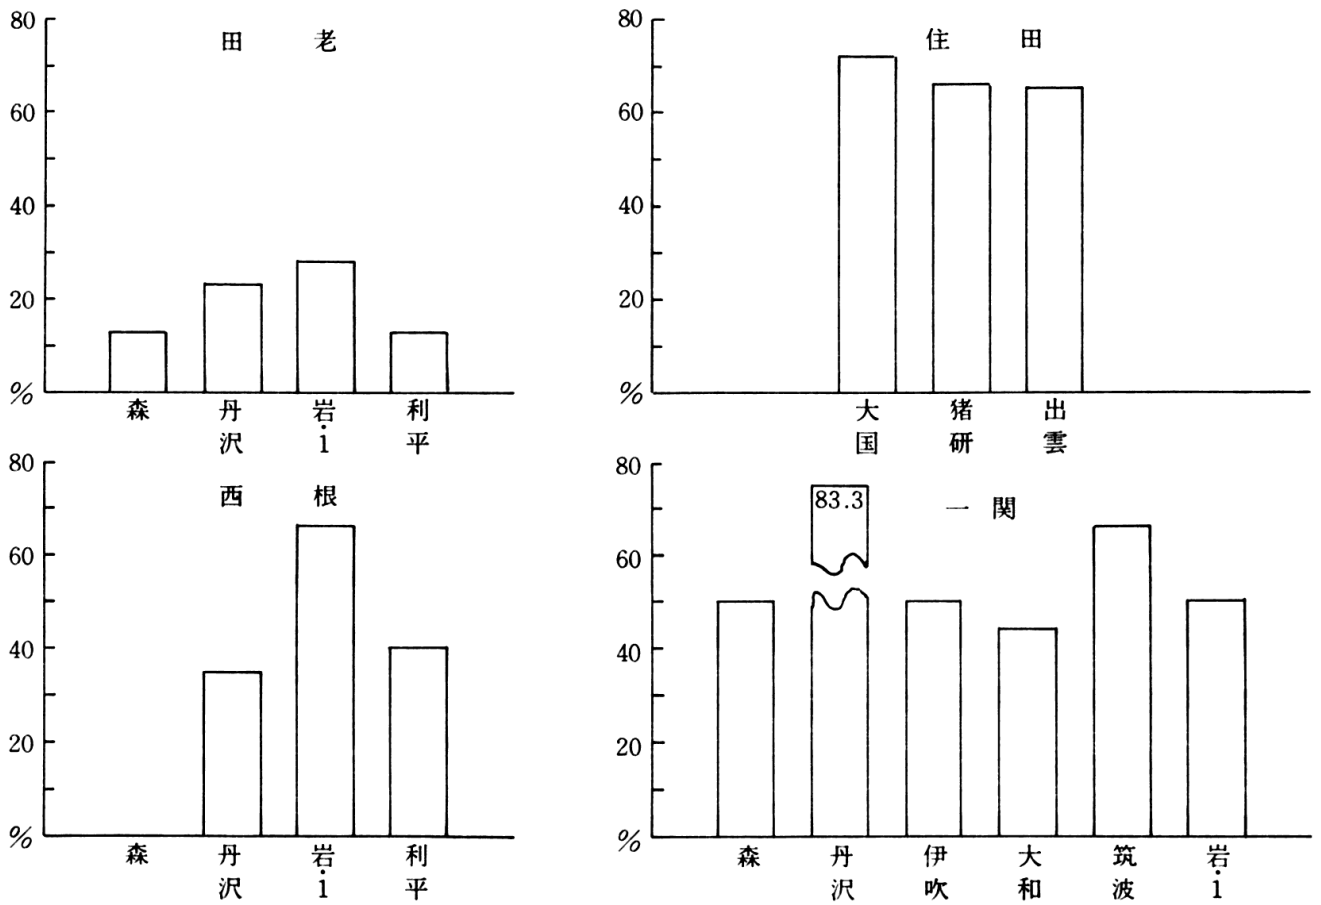 80
田 老
60
40
20
%
森 丹沢 岩・1 利平
80
住 田
60
40
20
%
大国 猪研 出雲
80
西 根
60
40
20
%
森 丹沢 岩・1 利平
80
83.3
一 関
60
40
20
%
森 丹沢 伊吹 大和 筑波 岩・1